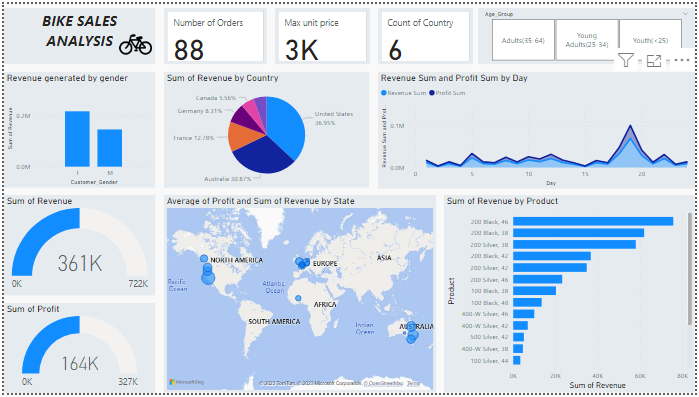 BIKE SALES
ANALYSIS
Number of Orders
88
Max unit price
3K
Count of Country
6
Age_Group
Adults(35-64)
Young
Adults(25-34)
Youth(<25)
Revenue generated by gender
Sum of Revenue
0.2M
0.0M
F
M
Customer_Gender
Sum of Revenue by Country
Canada 5.56%
Germany 8.31%
France 12.78%
Australia 30.87%
United States
36.95%
Revenue Sum and Profit Sum by Day
Revenue Sum
Profit Sum
Revenue Sum and Prof...
0.1M
0.0M
0
5
10
15
20
Day
Sum of Revenue
361K
0K
722K
Sum of Profit
164K
0K
327K
Average of Profit and Sum of Revenue by State
NORTH AMERICA
EUROPE
ASIA
Pacific
Ocean
Atlantic
Ocean
AFRICA
SOUTH AMERICA
Indian
Ocean
AUSTRALIA
Microsoft Bing
© 2023 TomTom, © 2023 Microsoft Corporation, © OpenStreetMap Terms
Sum of Revenue by Product
Product
200 Black, 46
200 Black, 38
200 Silver, 38
200 Black, 42
200 Silver, 42
200 Silver, 46
100 Black, 38
100 Black, 48
400-W Silver, 46
400-W Silver, 42
500 Silver, 42
400-W Silver, 38
100 Silver, 44
0K
20K
40K
60K
80K
Sum of Revenue